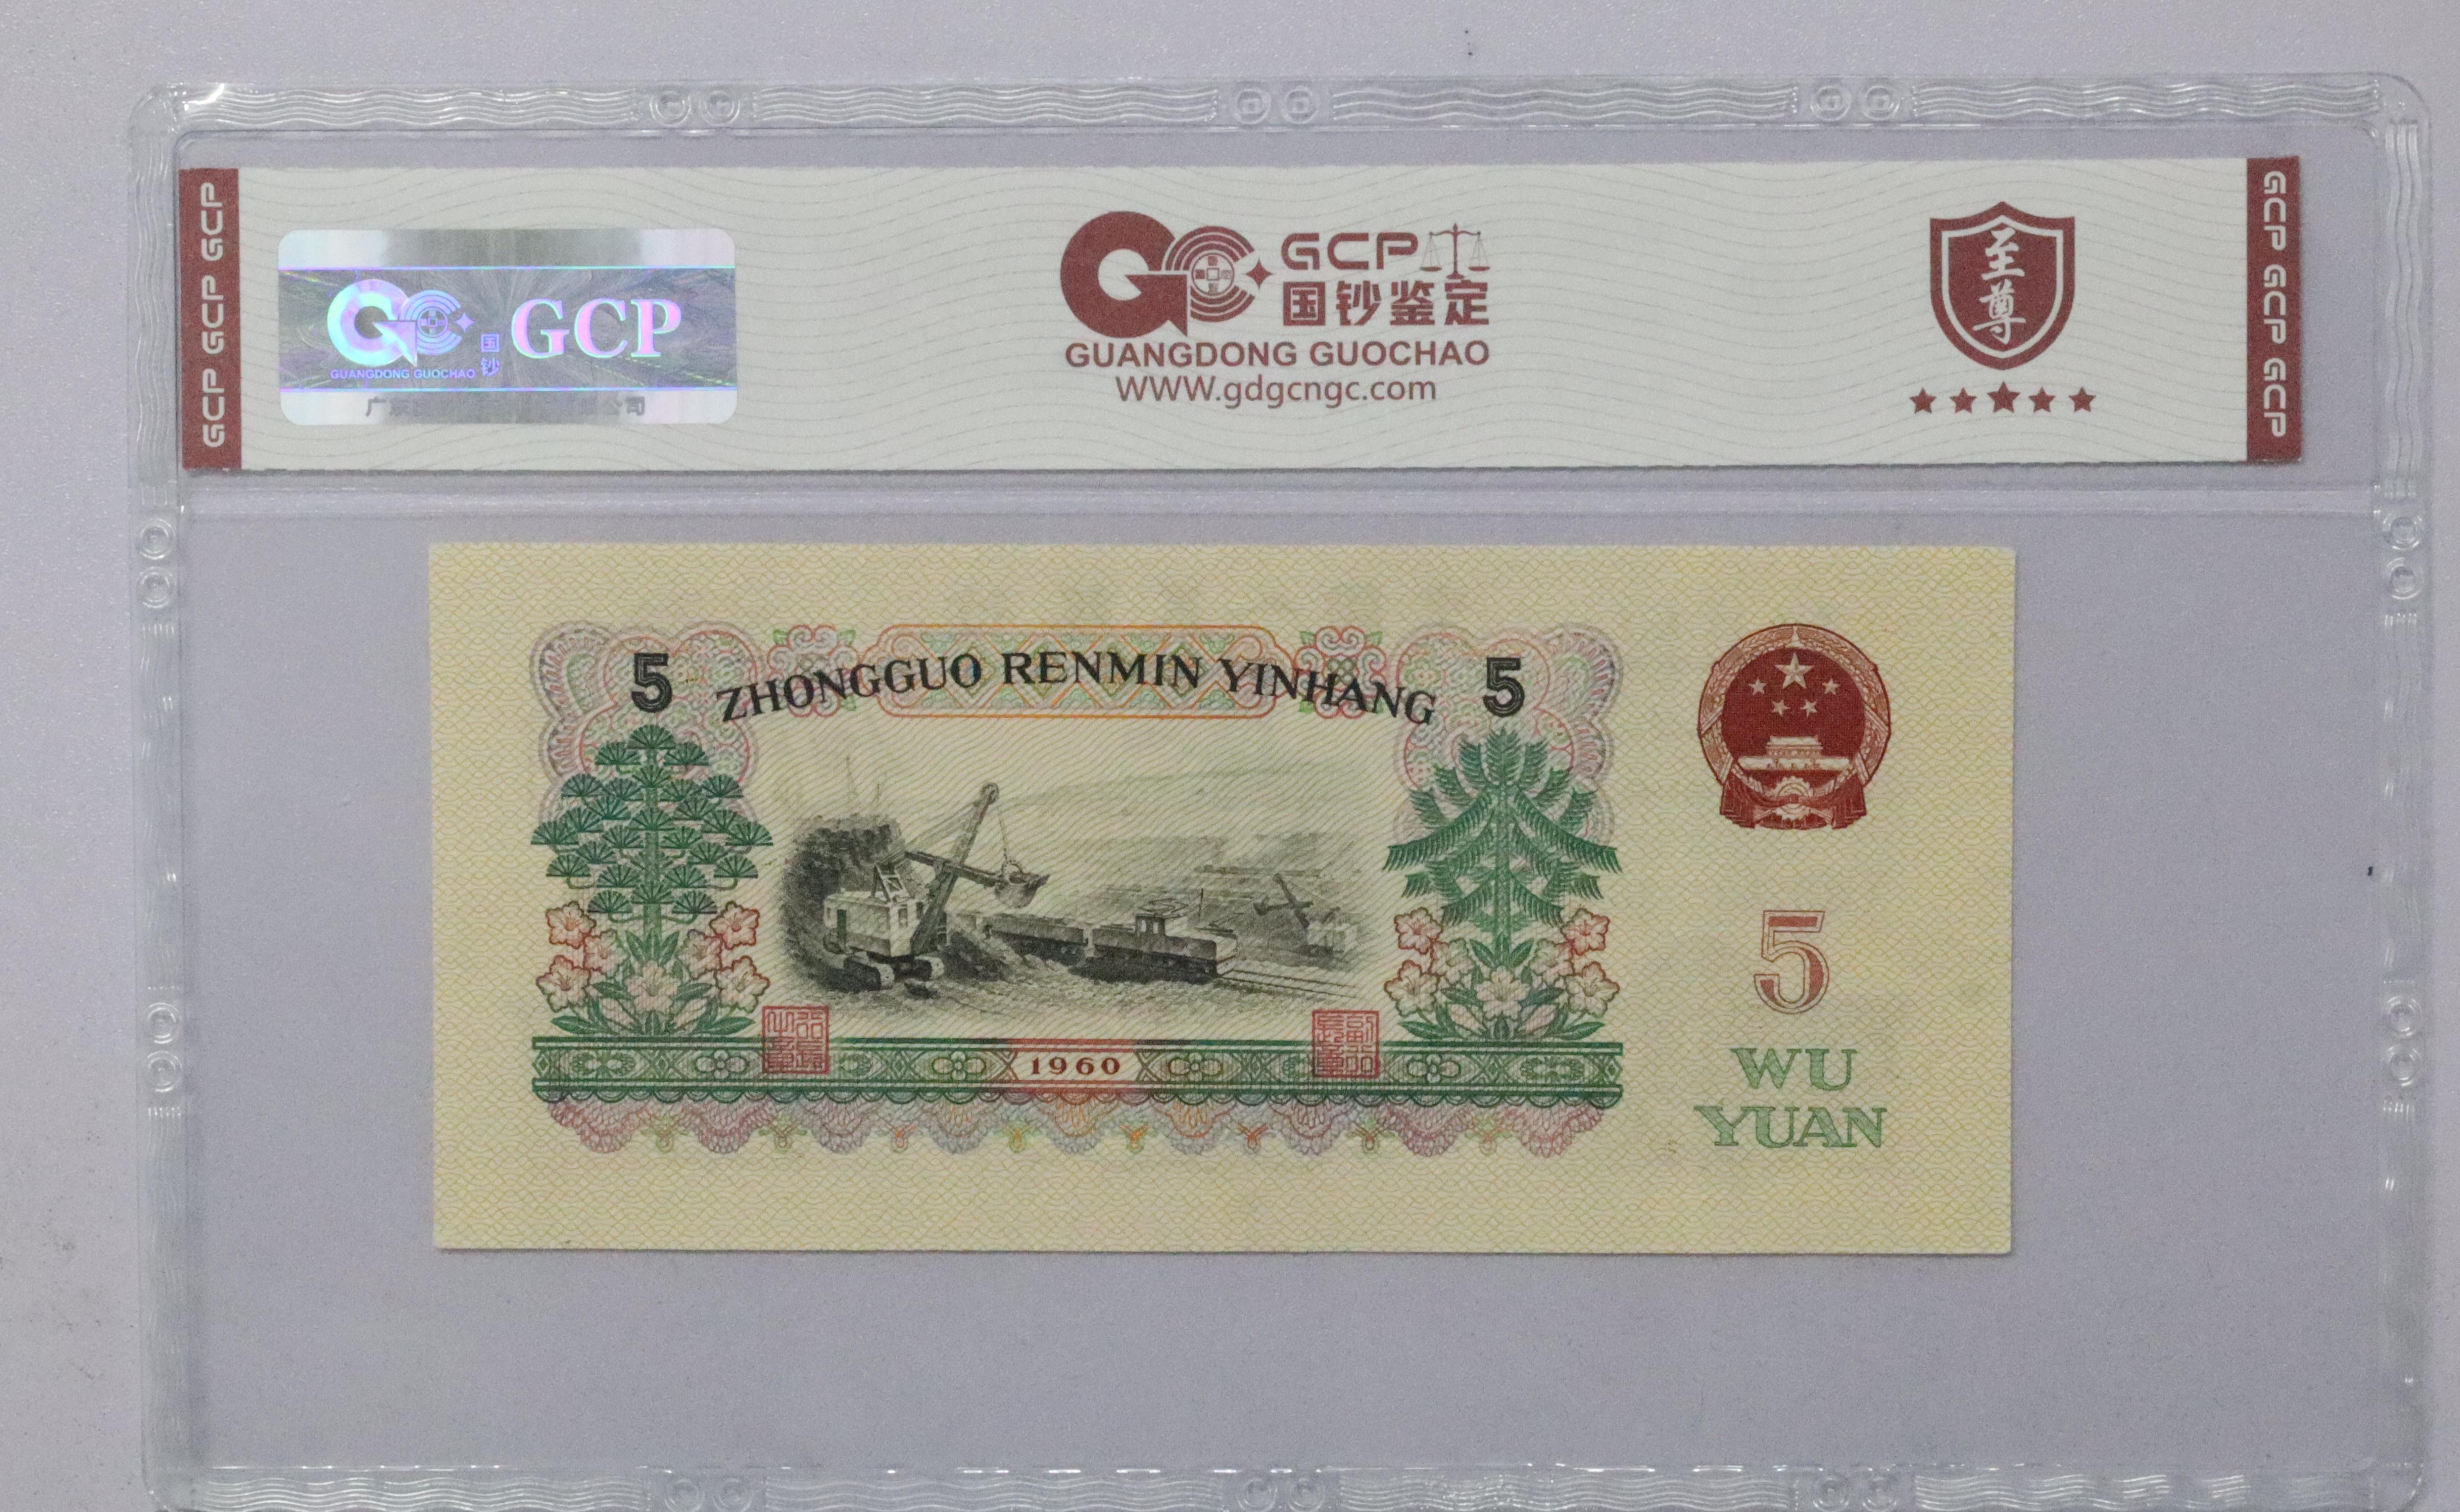 GCP GCP GCP
GCP
国钞
GUANGDONG GUOCHAO
GCP
国钞鉴定
GUANGDONG GUOCHAO
WWW.gdgcngc.com
至尊
GCP GCP GCP
5 ZHONGGUO RENMIN YINHANG 5
5
WU
YUAN
1960